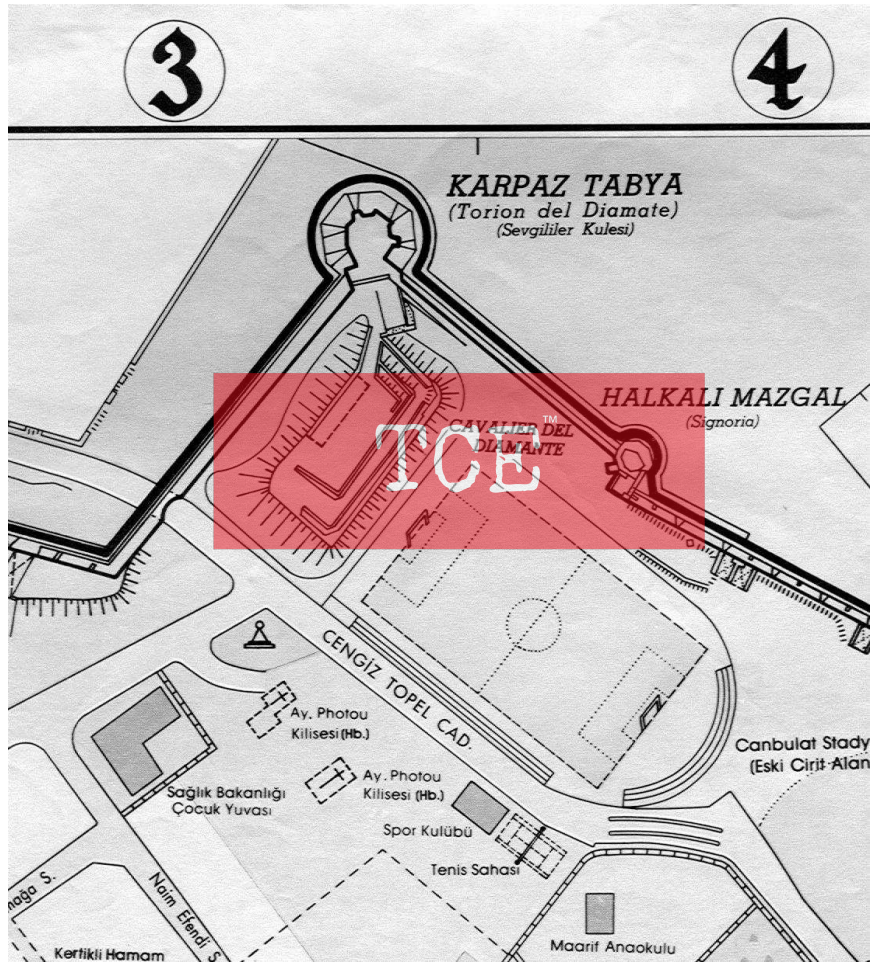 3
4
KARPAZ TABYA
(Torion del Diamate)
(Sevgililer Kulesi)
HALKALI MAZGAL
(Signoria)
CAVALIER DEL
DIAMANTE
TCE™
CENGİZ TOPEL CAD.
Ay. Photou
Kilisesi (Hb.)
Canbulat Stady
(Eski Cirit Alan
Ay. Photou
Kilisesi (Hb.)
Sağlık Bakanlığı
Çocuk Yuvası
Spor Kulübü
Tenis Sahası
nağa S.
Naim Efendi S
Maarif Anaokulu
Kertikli Hamam